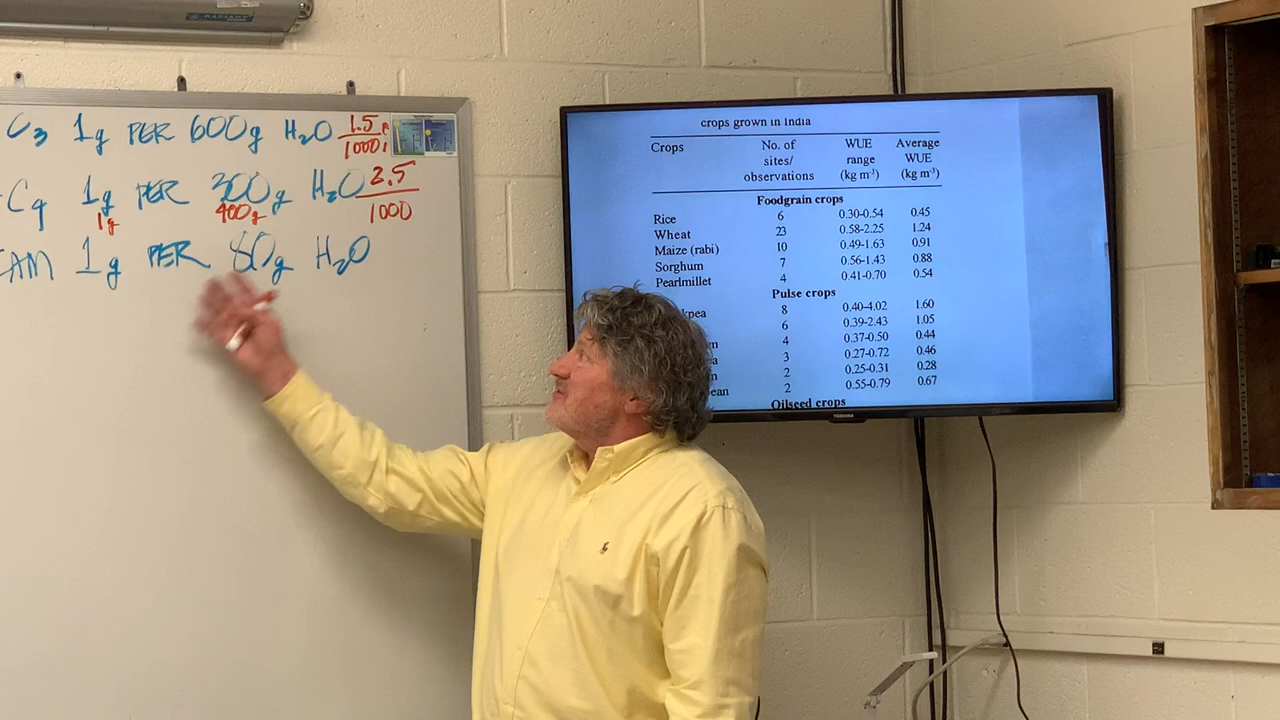 RADIANT
C3 1g PER 600g H2O 1.5
1000
C4 1g PER 300g H2O 2.5
1g 400g 1000
CAM 1g PER 80g H2O
crops grown in India
Crops No. of sites/ observations WUE range (kg m-3) Average WUE (kg m-3)
Foodgrain crops
Rice 6 0.30-0.54 0.45
Wheat 23 0.58-2.25 1.24
Maize (rabi) 10 0.49-1.63 0.91
Sorghum 7 0.56-1.43 0.88
Pearlmillet 4 0.41-0.70 0.54
Pulse crops
kpea 8 0.40-4.02 1.60
6 0.39-2.43 1.05
m 4 0.37-0.50 0.44
a 3 0.27-0.72 0.46
n 2 0.25-0.31 0.28
ean 2 0.55-0.79 0.67
Oilseed crops
TOSHIBA